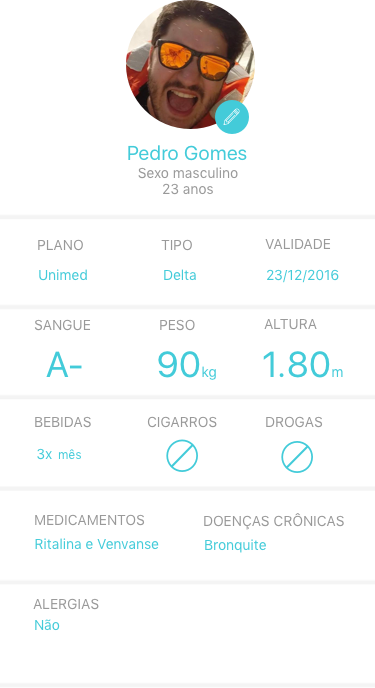 Pedro Gomes
Sexo masculino
23 anos
PLANO TIPO VALIDADE
Unimed Delta 23/12/2016
SANGUE PESO ALTURA
A- 90kg 1.80m
BEBIDAS CIGARROS DROGAS
3x mês
MEDICAMENTOS DOENÇAS CRÔNICAS
Ritalina e Venvanse Bronquite
ALERGIAS
Não